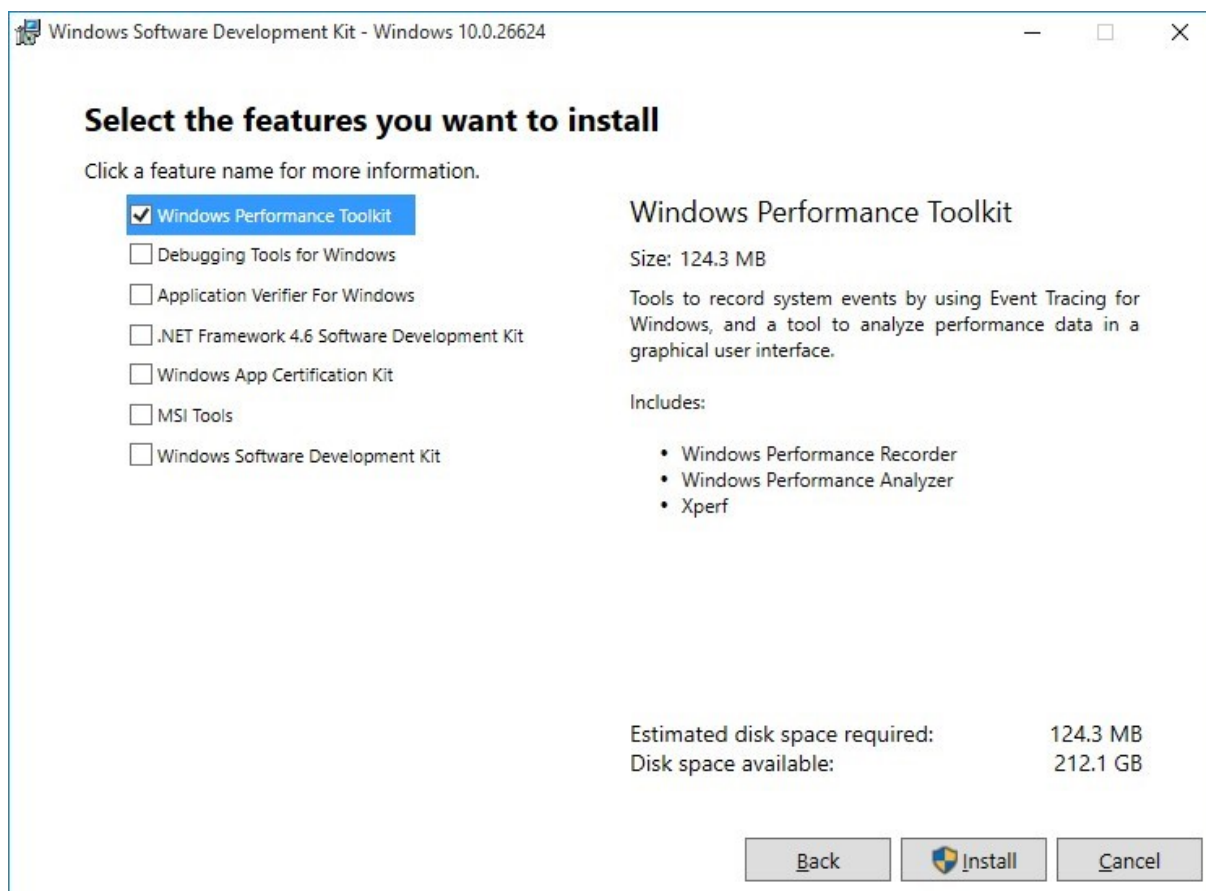 Windows Software Development Kit - Windows 10.0.26624
Select the features you want to install
Click a feature name for more information.
Windows Performance Toolkit
Debugging Tools for Windows
Application Verifier For Windows
.NET Framework 4.6 Software Development Kit
Windows App Certification Kit
MSI Tools
Windows Software Development Kit
Windows Performance Toolkit
Size: 124.3 MB
Tools to record system events by using Event Tracing for
Windows, and a tool to analyze performance data in a
graphical user interface.
Includes:
• Windows Performance Recorder
• Windows Performance Analyzer
• Xperf
Estimated disk space required: 124.3 MB
Disk space available: 212.1 GB
Back Install Cancel